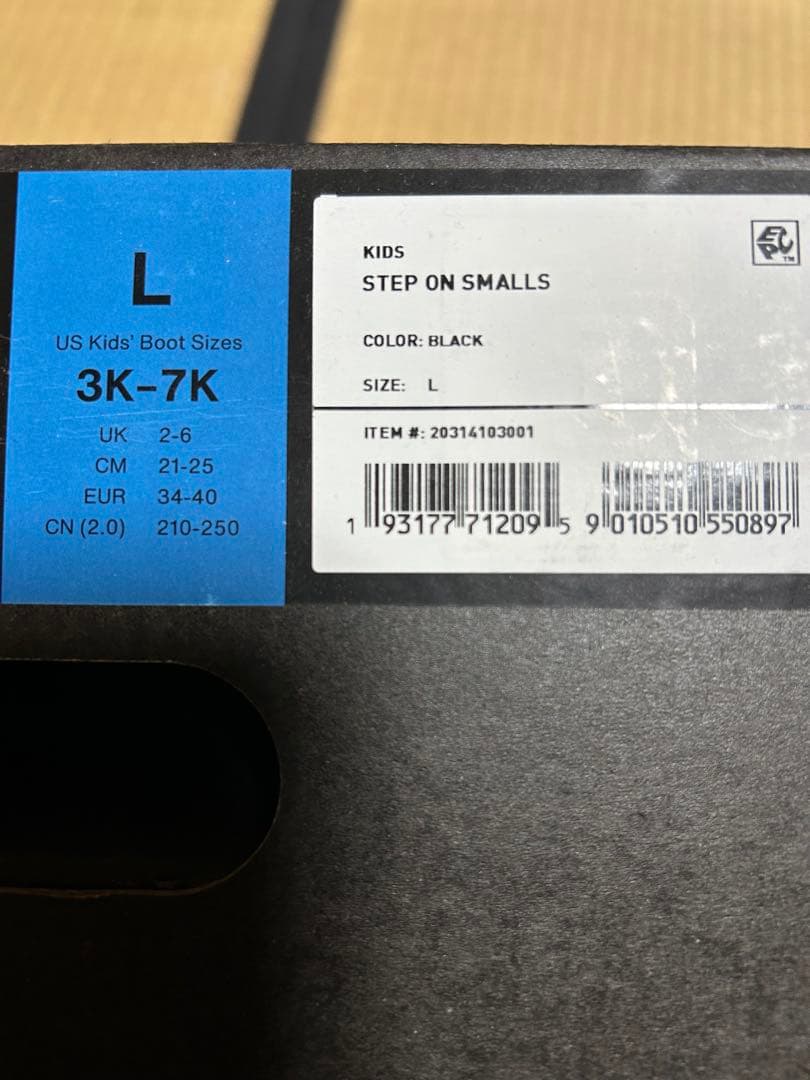 L
US Kids' Boot Sizes
3K–7K
UK 2-6
CM 21-25
EUR 34-40
CN (2.0) 210-250
KIDS
STEP ON SMALLS
EPC™
COLOR: BLACK
SIZE: L
ITEM #: 20314103001
1 93177 71209 5
9 010510 550897